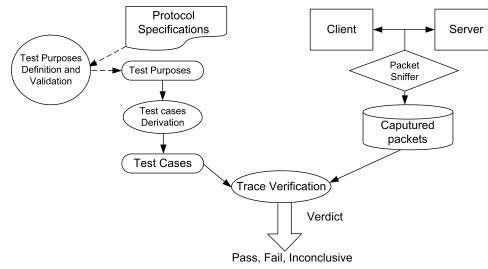 Protocol
Specifications
Client
Server
Test Purposes
Definition and
Validation
Test Purposes
Packet
Sniffer
Test cases
Derivation
Caputured
packets
Test Cases
Trace Verification
Verdict
Pass, Fail, Inconclusive